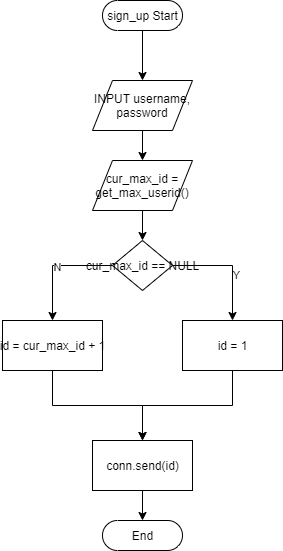 sign_up Start
INPUT username,
password
cur_max_id =
get_max_userid()
cur_max_id == NULL
N
Y
id = cur_max_id + 1
id = 1
conn.send(id)
End